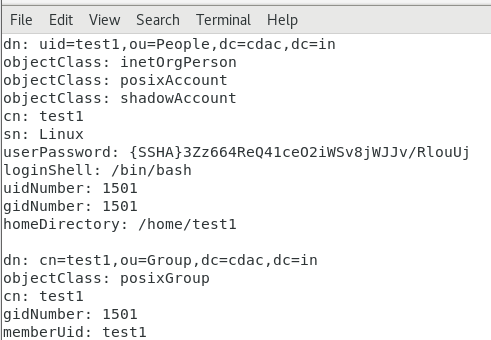 File Edit View Search Terminal Help
dn: uid=test1,ou=People,dc=cdac,dc=in
objectClass: inetOrgPerson
objectClass: posixAccount
objectClass: shadowAccount
cn: test1
sn: Linux
userPassword: {SSHA}3Zz664ReQ41ceO2iWSv8jWJJv/RlouUj
loginShell: /bin/bash
uidNumber: 1501
gidNumber: 1501
homeDirectory: /home/test1

dn: cn=test1,ou=Group,dc=cdac,dc=in
objectClass: posixGroup
cn: test1
gidNumber: 1501
memberUid: test1